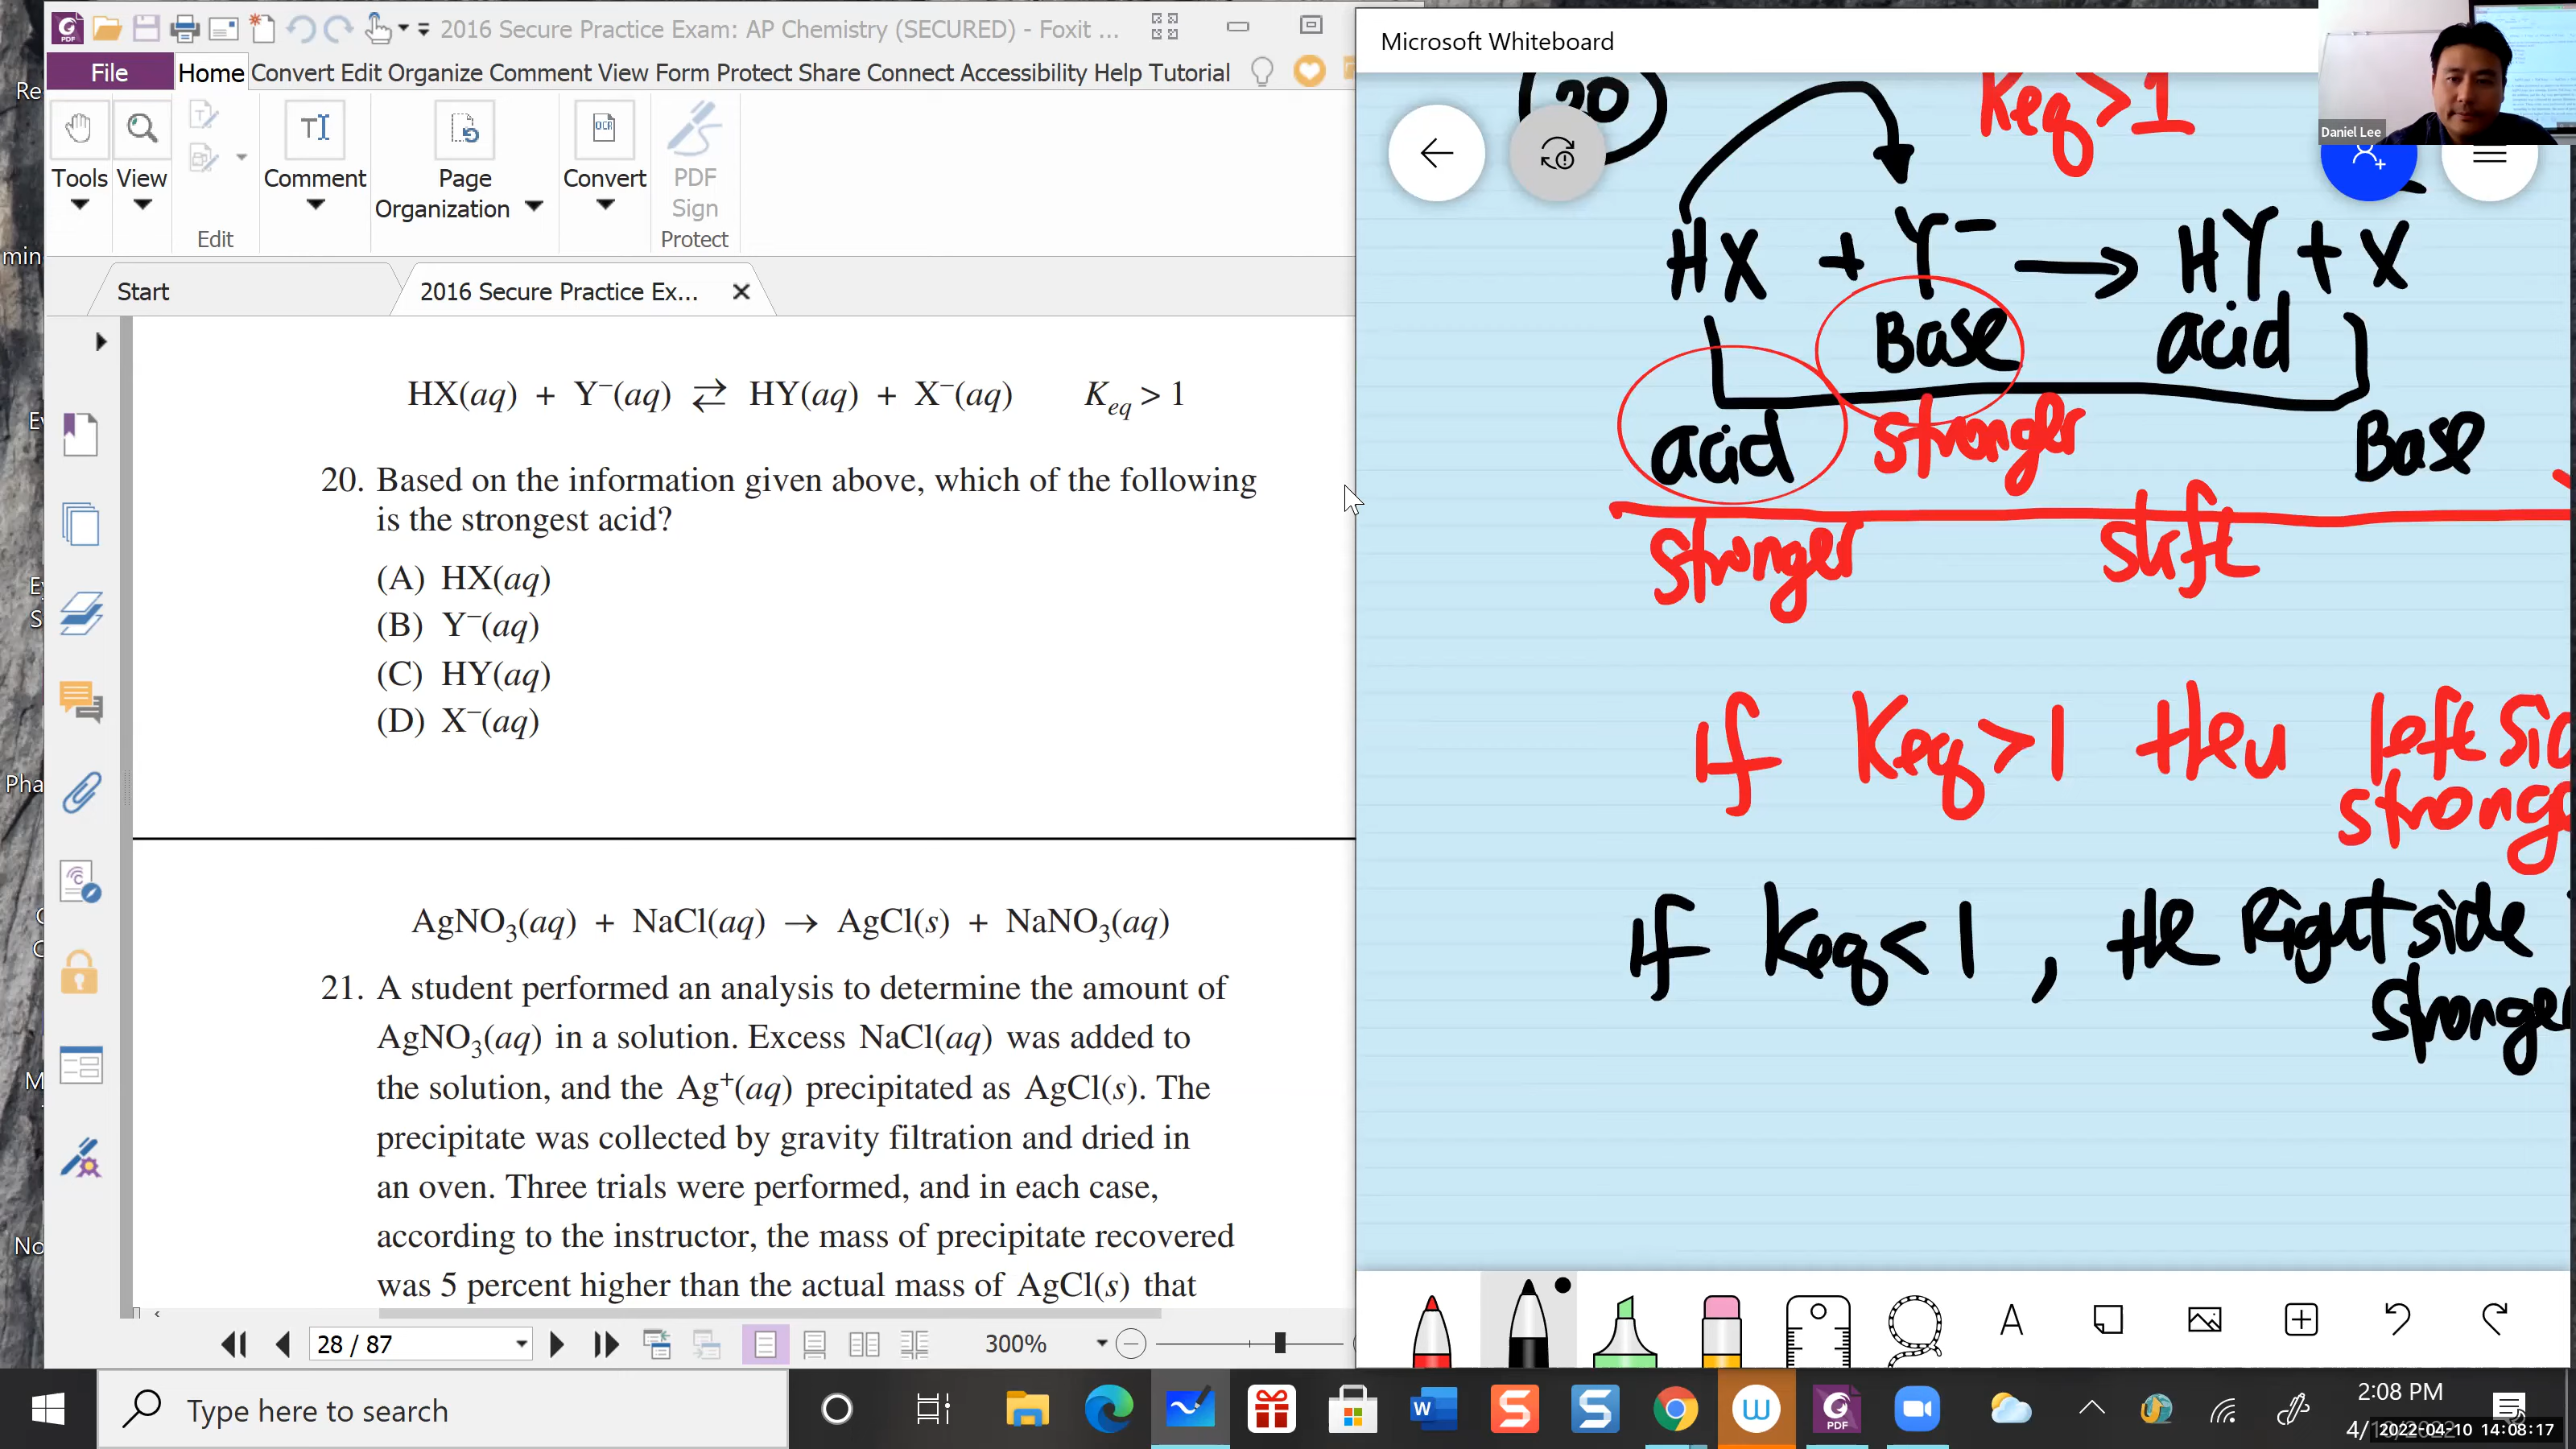 2016 Secure Practice Exam: AP Chemistry (SECURED) - Foxit ...
File Home Convert Edit Organize Comment View Form Protect Share Connect Accessibility Help Tutorial
Tools
View
Edit
Comment
Page
Organization
Convert
PDF
Sign
Protect
Start
2016 Secure Practice Ex...
HX(aq) + Y⁻(aq) ⇄ HY(aq) + X⁻(aq) Keq > 1
20. Based on the information given above, which of the following
is the strongest acid?
(A) HX(aq)
(B) Y⁻(aq)
(C) HY(aq)
(D) X⁻(aq)
AgNO₃(aq) + NaCl(aq) → AgCl(s) + NaNO₃(aq)
21. A student performed an analysis to determine the amount of
AgNO₃(aq) in a solution. Excess NaCl(aq) was added to
the solution, and the Ag⁺(aq) precipitated as AgCl(s). The
precipitate was collected by gravity filtration and dried in
an oven. Three trials were performed, and in each case,
according to the instructor, the mass of precipitate recovered
was 5 percent higher than the actual mass of AgCl(s) that
28 / 87
300%
Microsoft Whiteboard
Daniel Lee
20
Keq>1
HX + Y⁻ → HY + X
Base acid
acid stronger Base
stronger shift
if Keq>1 then left
if Keq<1, the Right side
Type here to search
2:08 PM
2022-04-10 14:08:17